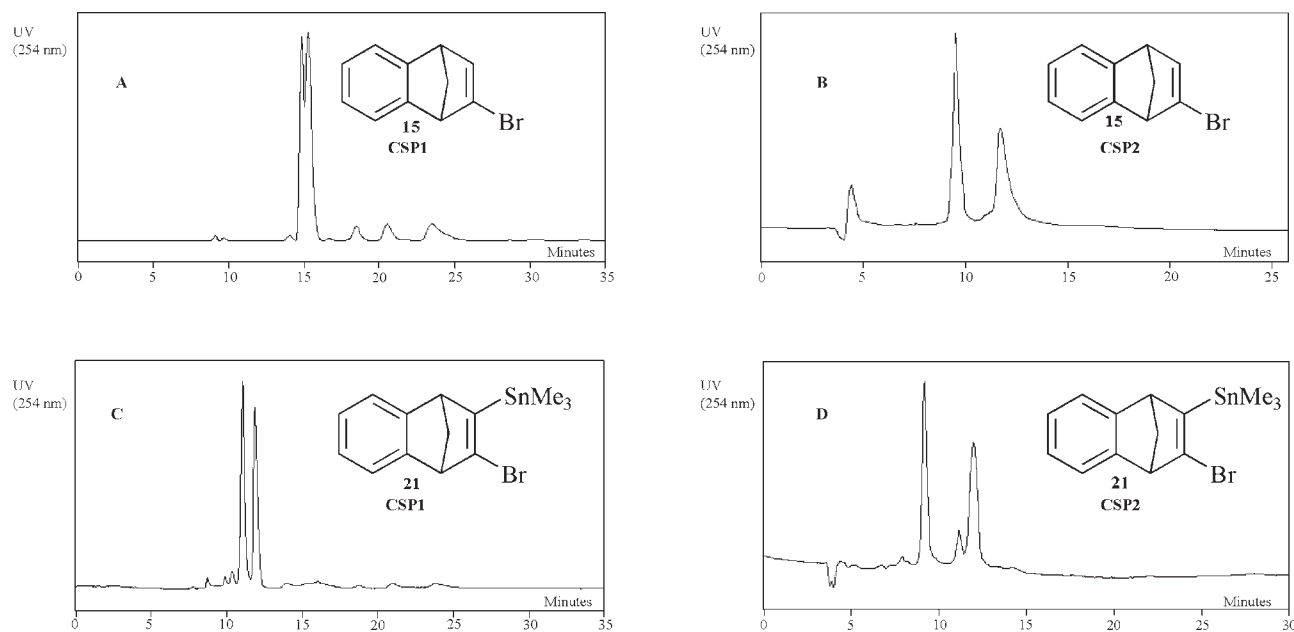 UV
(254 nm)
A
Br
15
CSP1
Minutes
0 5 10 15 20 25 30 35
UV
(254 nm)
B
Br
15
CSP2
Minutes
0 5 10 15 20 25
UV
(254 nm)
C
SnMe3
Br
21
CSP1
Minutes
0 5 10 15 20 25 30 35
UV
(254 nm)
D
SnMe3
Br
21
CSP2
Minutes
0 5 10 15 20 25 30